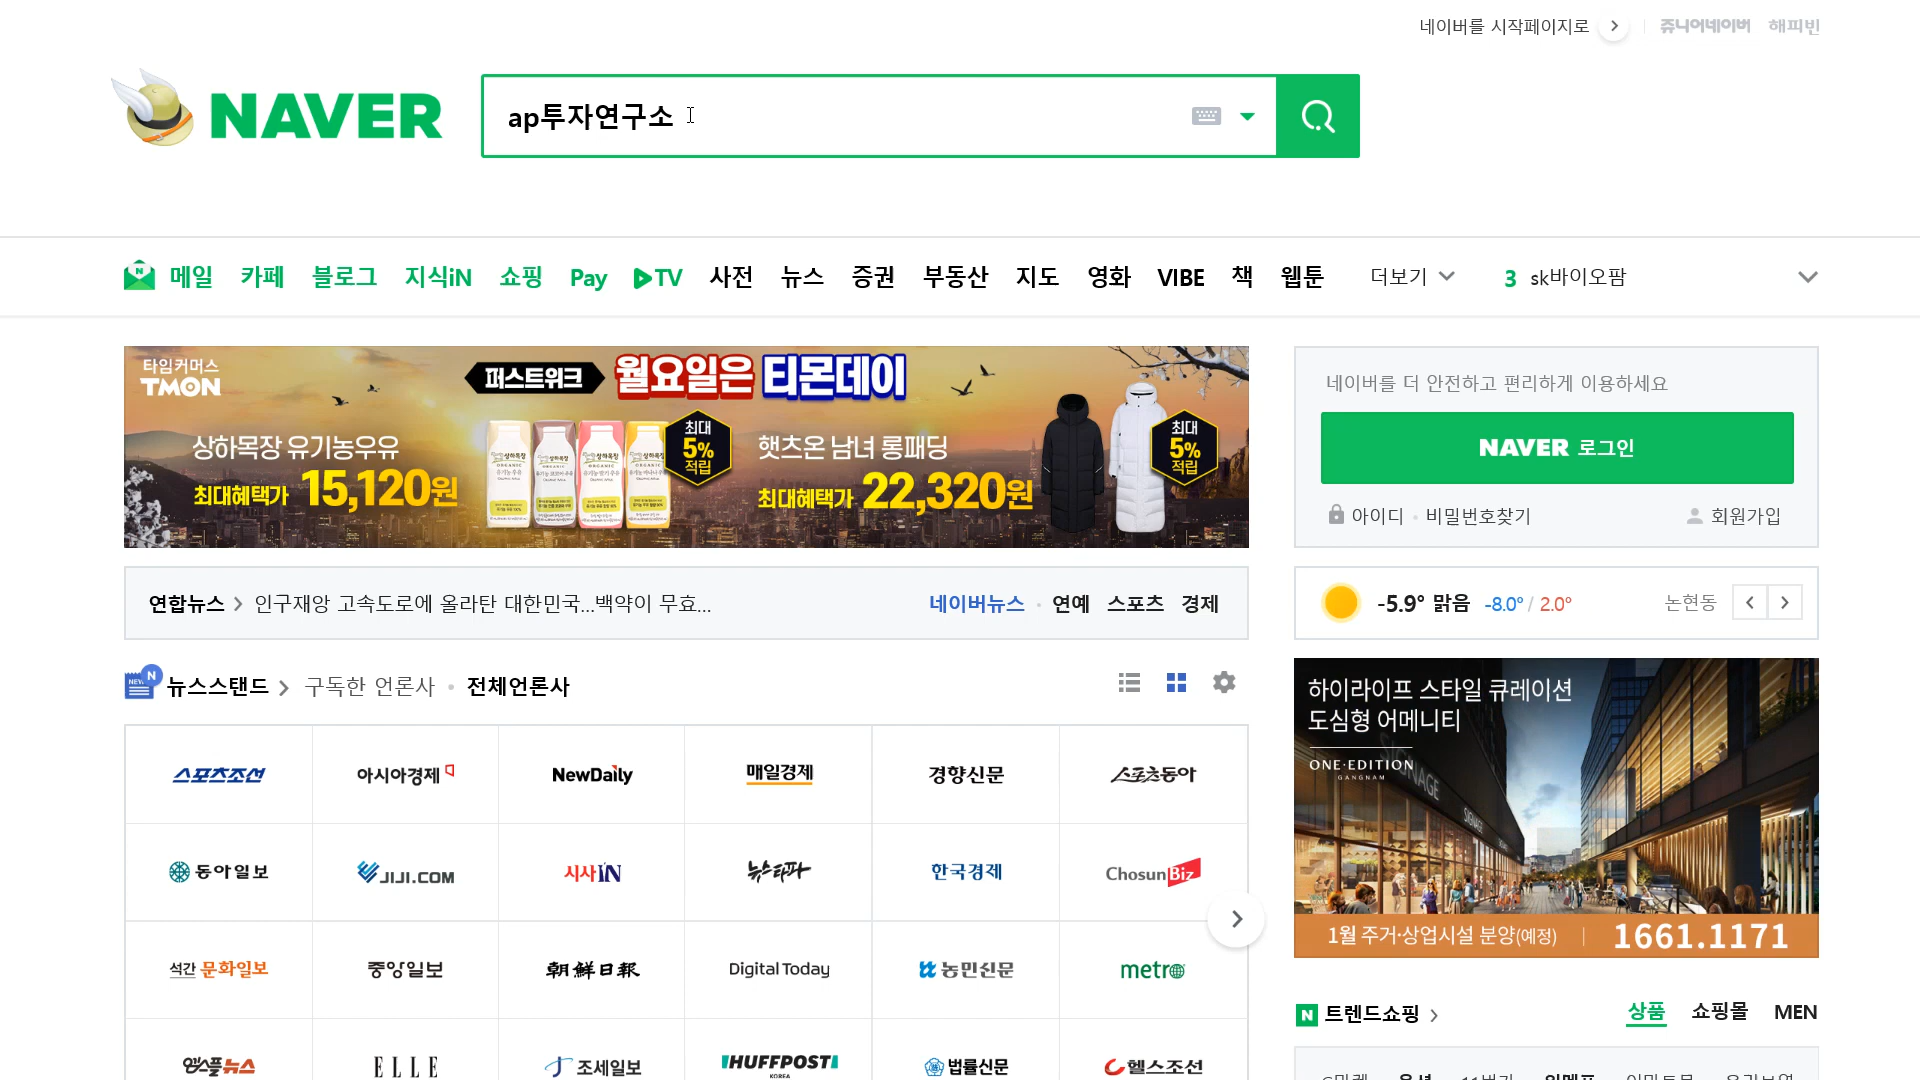 네이버를 시작페이지로
쥬니어네이버 해피빈
NAVER
ap투자연구소
메일 카페 블로그 지식iN 쇼핑 Pay TV 사전 뉴스 증권 부동산 지도 영화 VIBE 책 웹툰 더보기
3 sk바이오팜
타임커머스
TMON
퍼스트위크 월요일은 티몬데이
상하목장 유기농우유
최대혜택가 15,120원
최대 5% 적립
햇츠온 남녀 롱패딩
최대혜택가 22,320원
최대 5% 적립
네이버를 더 안전하고 편리하게 이용하세요
NAVER 로그인
아이디 · 비밀번호찾기 회원가입
연합뉴스 > 인구재앙 고속도로에 올라탄 대한민국...백약이 무효...
네이버뉴스 · 연예 스포츠 경제
-5.9° 맑음 -8.0° / 2.0° 논현동
뉴스스탠드 > 구독한 언론사 · 전체언론사
스포츠조선 아시아경제 NewDaily 매일경제 경향신문 스포츠동아
동아일보 JIJI.COM 시사IN 뉴스타파 한국경제 ChosunBiz
석간 문화일보 중앙일보 朝鮮日報 Digital Today 농민신문 metro
엔스플뉴스 ELLE 조세일보 HUFFPOST KOREA 법률신문 헬스조선
하이라이프 스타일 큐레이션
도심형 어메니티
ONE·EDITION
GANGNAM
SIGNAGE
SIGNAGE
1월 주거·상업시설 분양(예정) | 1661.1171
트렌드쇼핑 >
상품 쇼핑몰 MEN